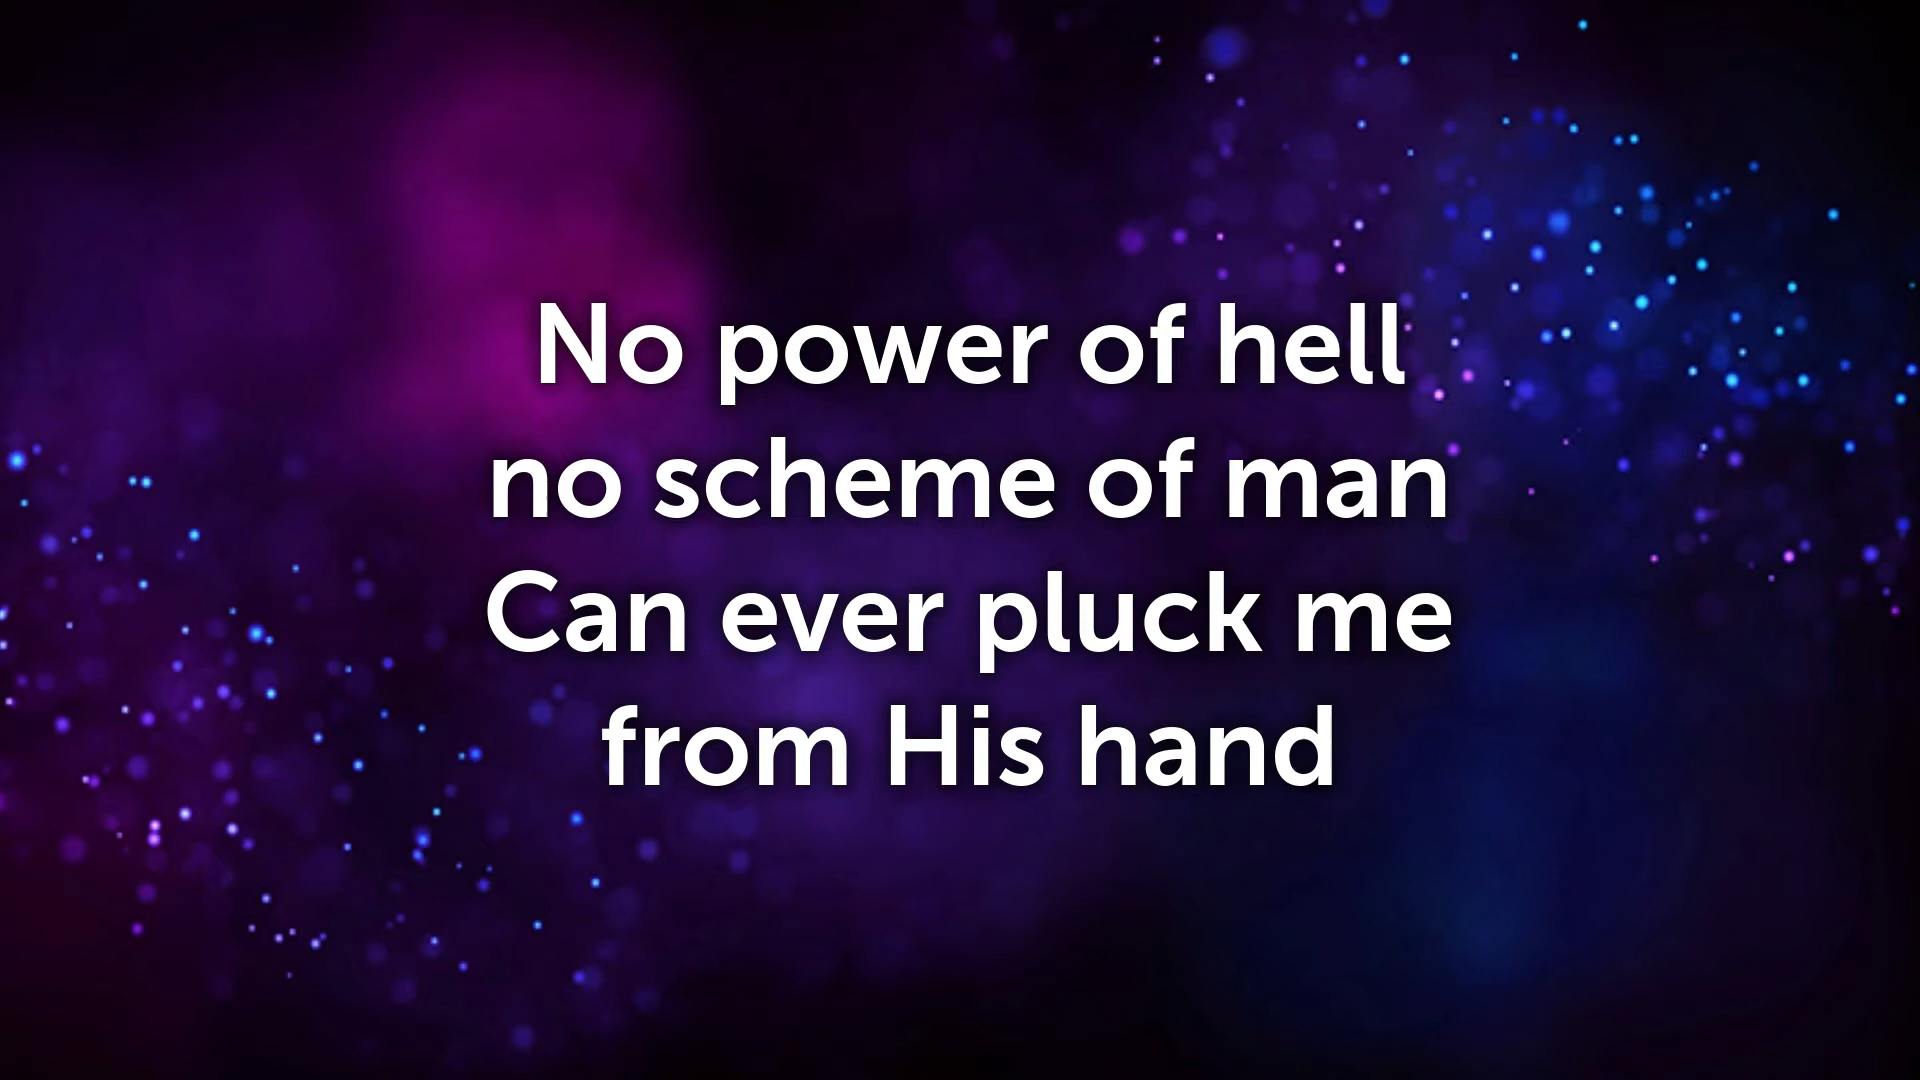 No power of hell
no scheme of man
Can ever pluck me
from His hand